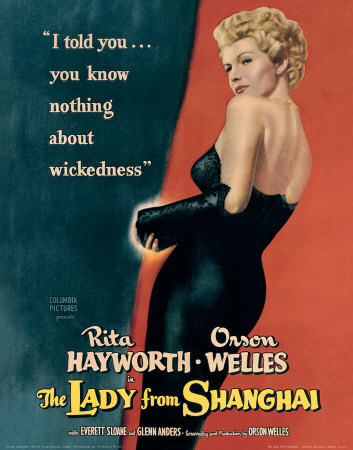 "I told you ...
you know
nothing
about
wickedness"
COLUMBIA
PICTURES
presents
Rita Orson
HAYWORTH · WELLES
in
The LADY from SHANGHAI
with EVERETT SLOANE and GLENN ANDERS · Screenplay and Production by ORSON WELLES